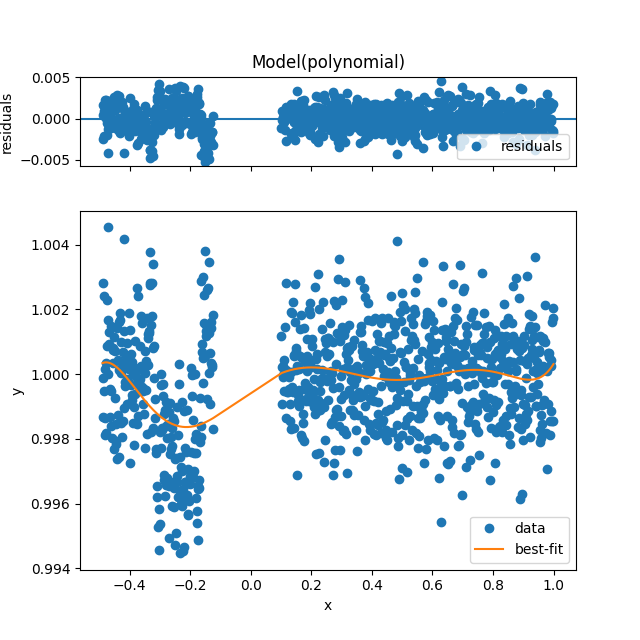 Model(polynomial)
0.005
0.000
−0.005
residuals
residuals
1.004
1.002
1.000
0.998
0.996
0.994
y
data
best-fit
−0.4
−0.2
0.0
0.2
0.4
0.6
0.8
1.0
x